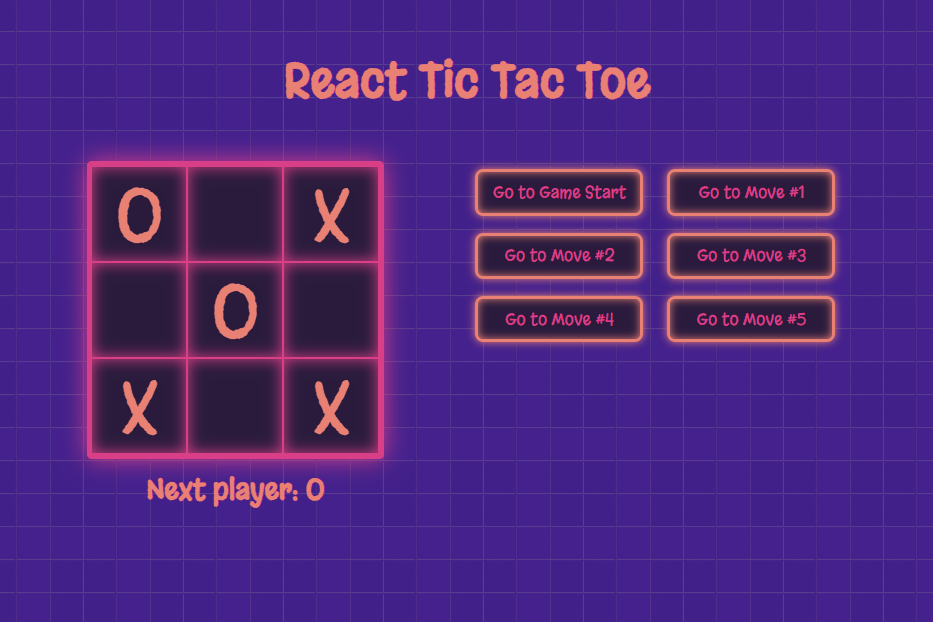 React Tic Tac Toe
O X
O
X X
Next player: O
Go to Game Start
Go to Move #1
Go to Move #2
Go to Move #3
Go to Move #4
Go to Move #5